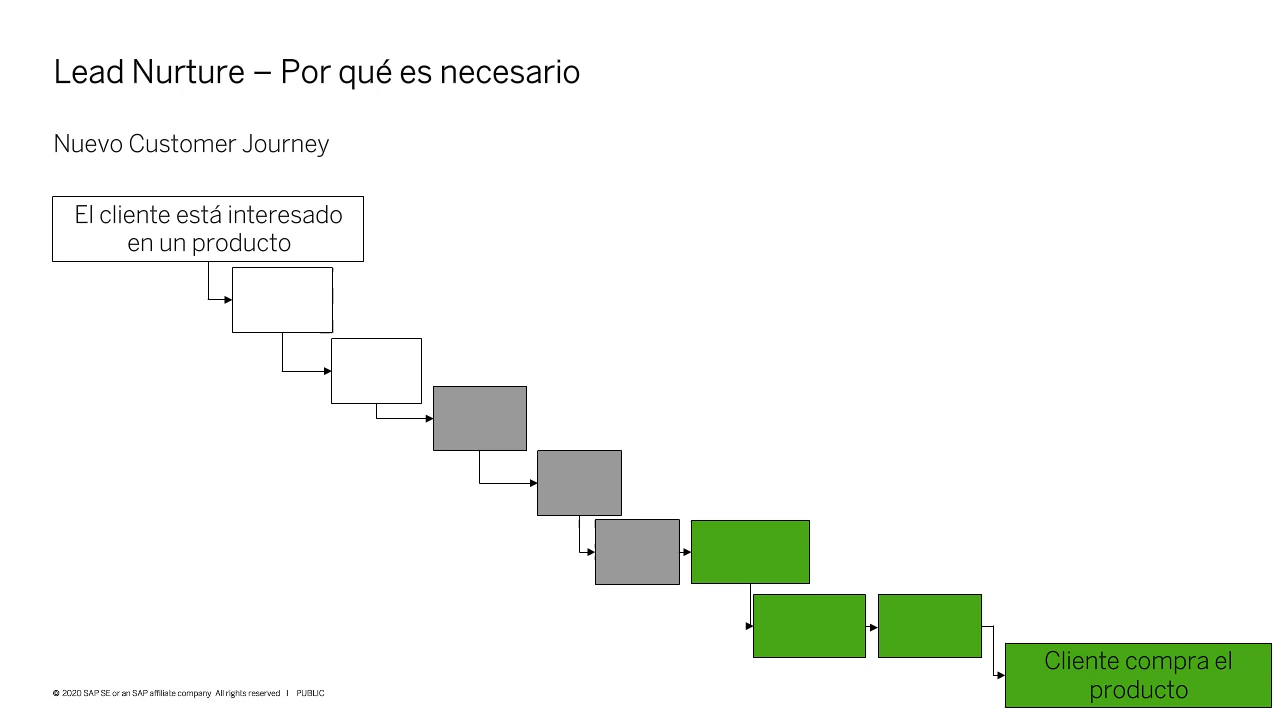 Lead Nurture – Por qué es necesario
Nuevo Customer Journey
El cliente está interesado
en un producto
Cliente compra el
producto
© 2020 SAP SE or an SAP affiliate company  All rights reserved  I  PUBLIC